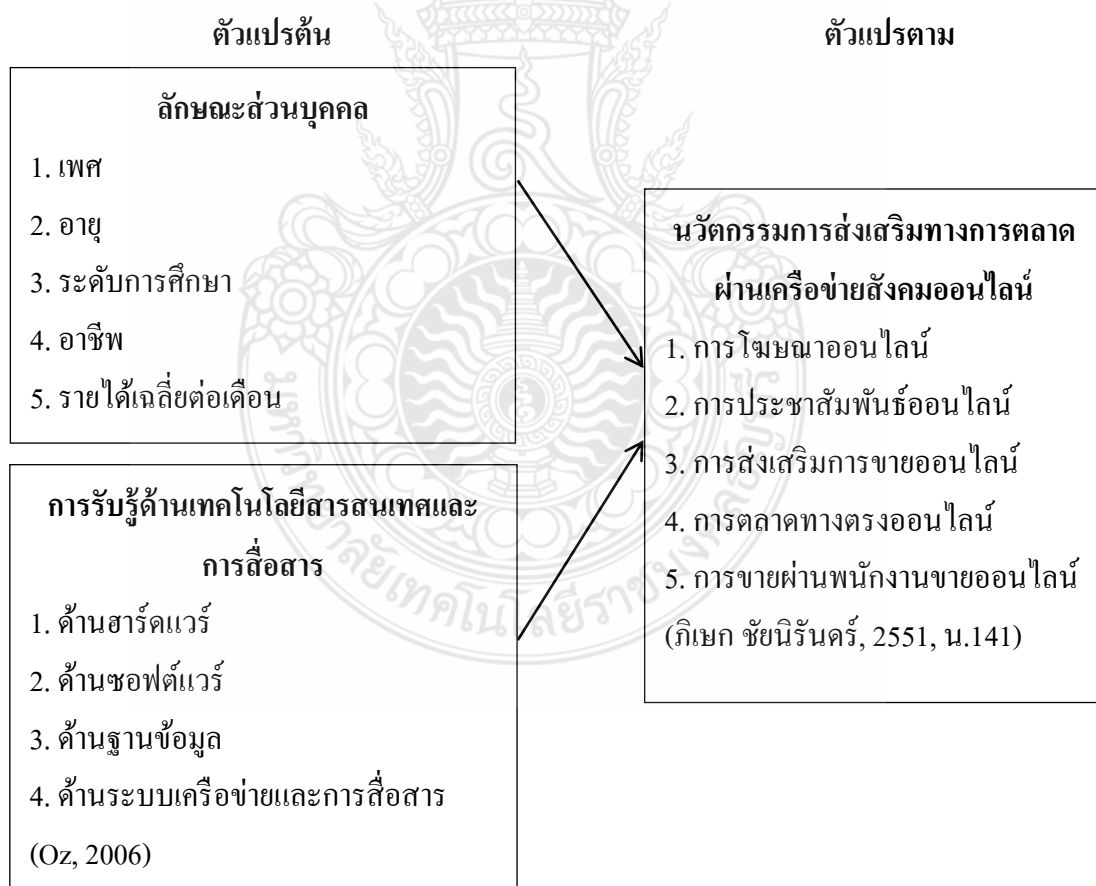 ตัวแปรต้น
ตัวแปรตาม
ลักษณะส่วนบุคคล
1. เพศ
2. อายุ
3. ระดับการศึกษา
4. อาชีพ
5. รายได้เฉลี่ยต่อเดือน
การรับรู้ด้านเทคโนโลยีสารสนเทศและ
การสื่อสาร
1. ด้านฮาร์ดแวร์
2. ด้านซอฟต์แวร์
3. ด้านฐานข้อมูล
4. ด้านระบบเครือข่ายและการสื่อสาร
(Oz, 2006)
นวัตกรรมการส่งเสริมทางการตลาด
ผ่านเครือข่ายสังคมออนไลน์
1. การโฆษณาออนไลน์
2. การประชาสัมพันธ์ออนไลน์
3. การส่งเสริมการขายออนไลน์
4. การตลาดทางตรงออนไลน์
5. การขายผ่านพนักงานขายออนไลน์
(ภิเษก ชัยนิรันดร์, 2551, น.141)